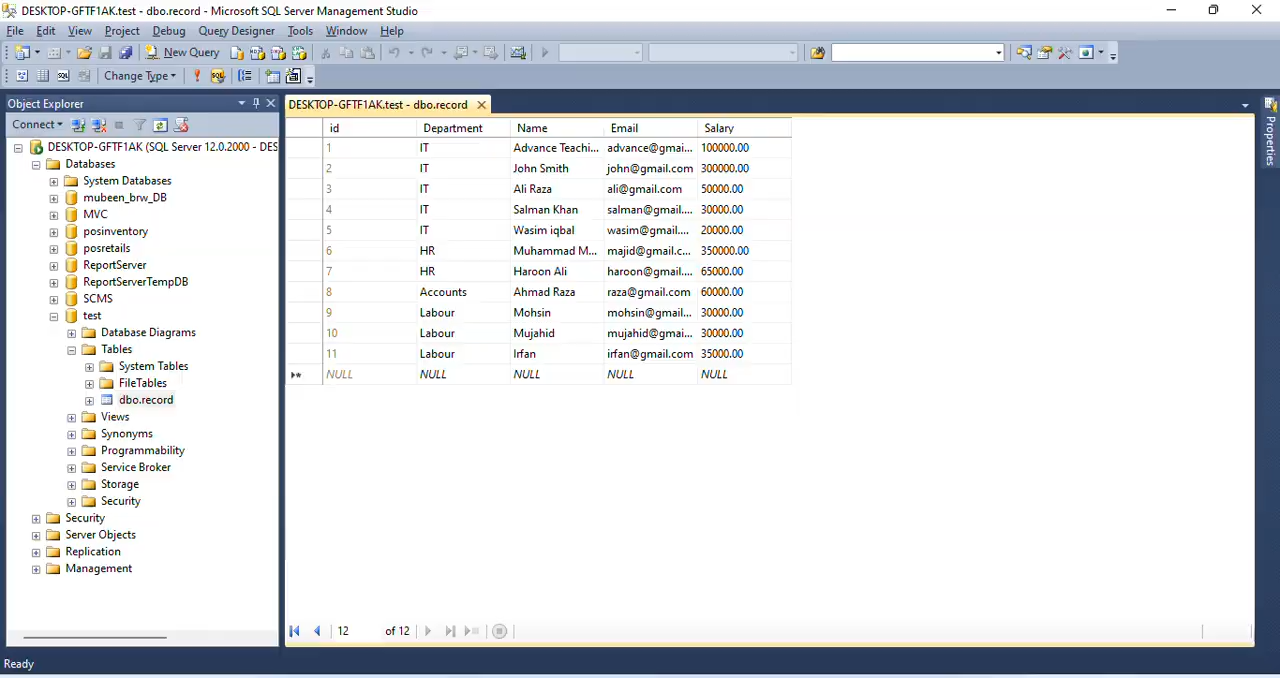 DESKTOP-GFTF1AK.test - dbo.record - Microsoft SQL Server Management Studio
File Edit View Project Debug Query Designer Tools Window Help
New Query
Change Type
Object Explorer
Connect
DESKTOP-GFTF1AK (SQL Server 12.0.2000 - DES
Databases
System Databases
mubeen_brw_DB
MVC
posinventory
posretails
ReportServer
ReportServerTempDB
SCMS
test
Database Diagrams
Tables
System Tables
FileTables
dbo.record
Views
Synonyms
Programmability
Service Broker
Storage
Security
Security
Server Objects
Replication
Management
DESKTOP-GFTF1AK.test - dbo.record
id Department Name Email Salary
1 IT Advance Teachi... advance@gmai... 100000.00
2 IT John Smith john@gmail.com 300000.00
3 IT Ali Raza ali@gmail.com 50000.00
4 IT Salman Khan salman@gmail.... 30000.00
5 IT Wasim iqbal wasim@gmail.... 20000.00
6 HR Muhammad M... majid@gmail.c... 350000.00
7 HR Haroon Ali haroon@gmail.... 65000.00
8 Accounts Ahmad Raza raza@gmail.com 60000.00
9 Labour Mohsin mohsin@gmail.... 30000.00
10 Labour Mujahid mujahid@gmai... 30000.00
11 Labour Irfan irfan@gmail.com 35000.00
NULL NULL NULL NULL NULL
12 of 12
Properties
Ready